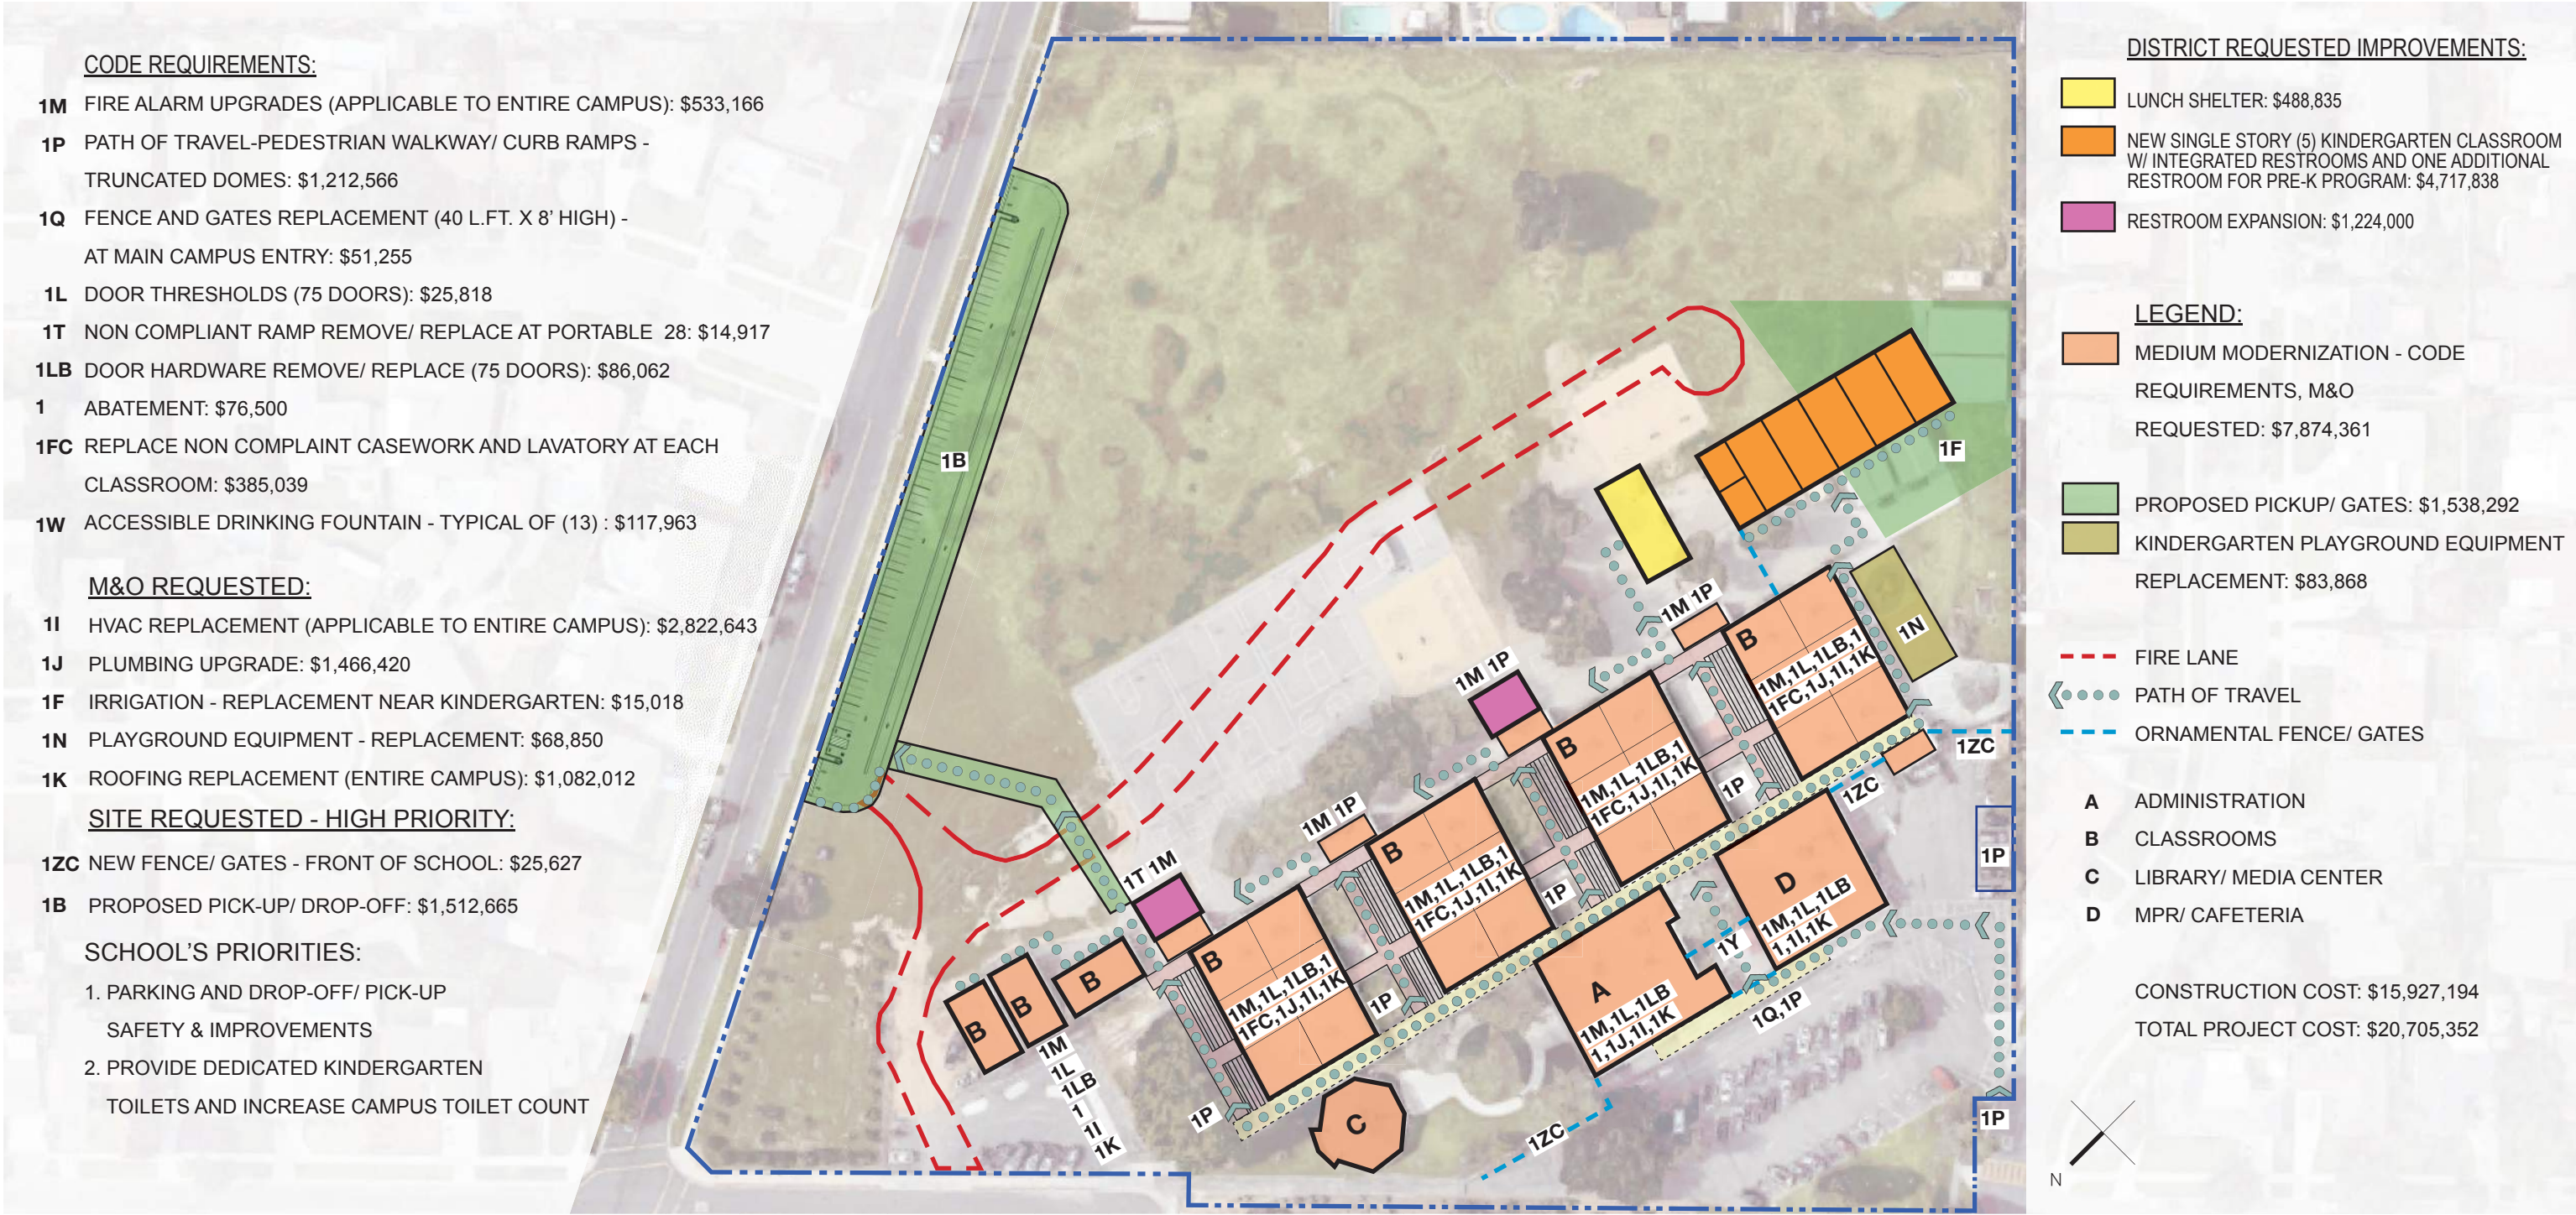 CODE REQUIREMENTS:
1M FIRE ALARM UPGRADES (APPLICABLE TO ENTIRE CAMPUS): $533,166
1P PATH OF TRAVEL-PEDESTRIAN WALKWAY/ CURB RAMPS -
TRUNCATED DOMES: $1,212,566
1Q FENCE AND GATES REPLACEMENT (40 L.FT. X 8' HIGH) -
AT MAIN CAMPUS ENTRY: $51,255
1L DOOR THRESHOLDS (75 DOORS): $25,818
1T NON COMPLIANT RAMP REMOVE/ REPLACE AT PORTABLE 28: $14,917
1LB DOOR HARDWARE REMOVE/ REPLACE (75 DOORS): $86,062
1 ABATEMENT: $76,500
1FC REPLACE NON COMPLAINT CASEWORK AND LAVATORY AT EACH
CLASSROOM: $385,039
1W ACCESSIBLE DRINKING FOUNTAIN - TYPICAL OF (13) : $117,963
M&O REQUESTED:
1I HVAC REPLACEMENT (APPLICABLE TO ENTIRE CAMPUS): $2,822,643
1J PLUMBING UPGRADE: $1,466,420
1F IRRIGATION - REPLACEMENT NEAR KINDERGARTEN: $15,018
1N PLAYGROUND EQUIPMENT - REPLACEMENT: $68,850
1K ROOFING REPLACEMENT (ENTIRE CAMPUS): $1,082,012
SITE REQUESTED - HIGH PRIORITY:
1ZC NEW FENCE/ GATES - FRONT OF SCHOOL: $25,627
1B PROPOSED PICK-UP/ DROP-OFF: $1,512,665
SCHOOL'S PRIORITIES:
1. PARKING AND DROP-OFF/ PICK-UP
SAFETY & IMPROVEMENTS
2. PROVIDE DEDICATED KINDERGARTEN
TOILETS AND INCREASE CAMPUS TOILET COUNT
1B
1F
1N
1M 1P
B
1M,1L,1LB,1
1FC,1J,1I,1K
1ZC
1ZC
1P
1M 1P
B
1M,1L,1LB,1
1FC,1J,1I,1K
1P
1M 1P
B
1M,1L,1LB,1
1FC,1J,1I,1K
1P
1T 1M
B
1M,1L,1LB,1
1FC,1J,1I,1K
1P
B
B
B
1M
1L
1LB
1
1I
1K
D
1M,1L,1LB
1,1I,1K
1Y
A
1M,1L,1LB
1,1J,1I,1K
1Q,1P
C
1ZC
1P
1P
DISTRICT REQUESTED IMPROVEMENTS:
LUNCH SHELTER: $488,835
NEW SINGLE STORY (5) KINDERGARTEN CLASSROOM
W/ INTEGRATED RESTROOMS AND ONE ADDITIONAL
RESTROOM FOR PRE-K PROGRAM: $4,717,838
RESTROOM EXPANSION: $1,224,000
LEGEND:
MEDIUM MODERNIZATION - CODE
REQUIREMENTS, M&O
REQUESTED: $7,874,361
PROPOSED PICKUP/ GATES: $1,538,292
KINDERGARTEN PLAYGROUND EQUIPMENT
REPLACEMENT: $83,868
FIRE LANE
PATH OF TRAVEL
ORNAMENTAL FENCE/ GATES
A ADMINISTRATION
B CLASSROOMS
C LIBRARY/ MEDIA CENTER
D MPR/ CAFETERIA
CONSTRUCTION COST: $15,927,194
TOTAL PROJECT COST: $20,705,352
N